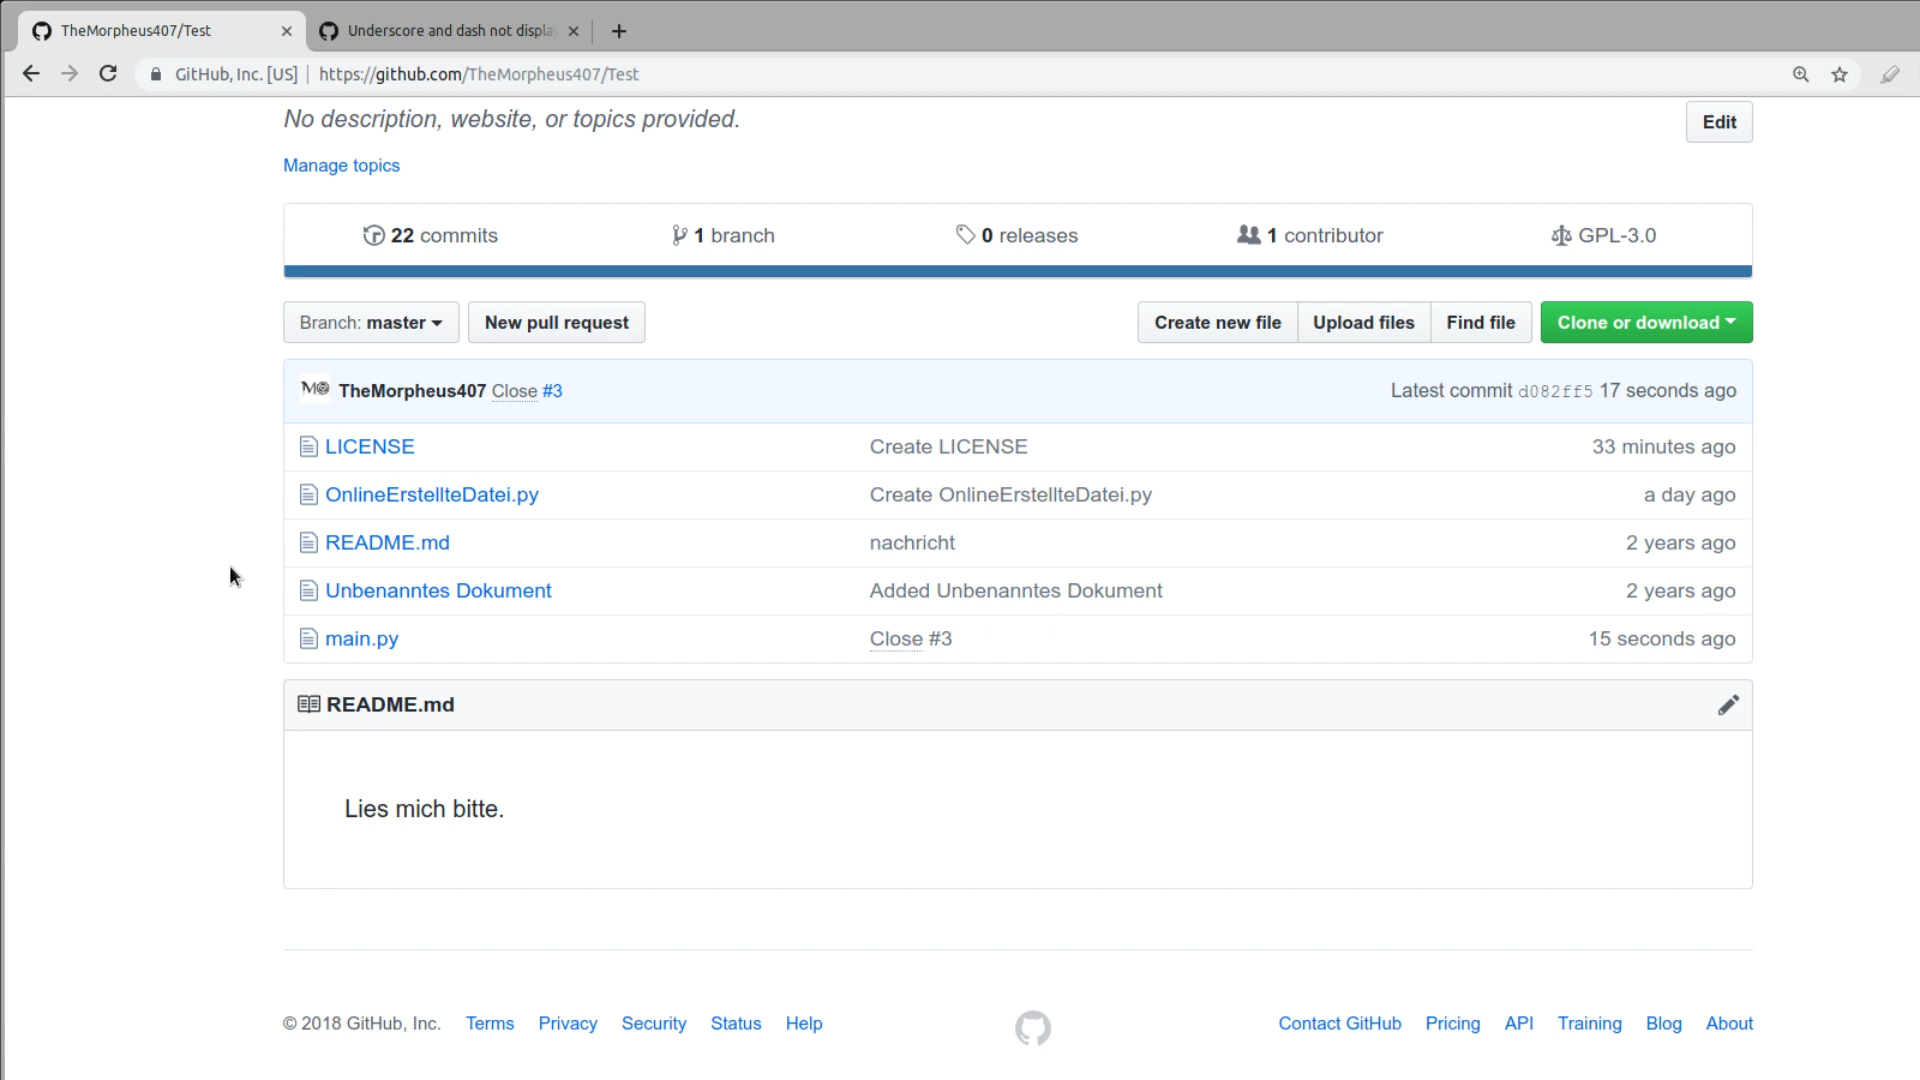 TheMorpheus407/Test
Underscore and dash not displa
GitHub, Inc. [US] | https://github.com/TheMorpheus407/Test
No description, website, or topics provided.
Edit
Manage topics
22 commits
1 branch
0 releases
1 contributor
GPL-3.0
Branch: master
New pull request
Create new file
Upload files
Find file
Clone or download
TheMorpheus407 Close #3
Latest commit d082ff5 17 seconds ago
LICENSE
Create LICENSE
33 minutes ago
OnlineErstellteDatei.py
Create OnlineErstellteDatei.py
a day ago
README.md
nachricht
2 years ago
Unbenanntes Dokument
Added Unbenanntes Dokument
2 years ago
main.py
Close #3
15 seconds ago
README.md
Lies mich bitte.
© 2018 GitHub, Inc.
Terms
Privacy
Security
Status
Help
Contact GitHub
Pricing
API
Training
Blog
About